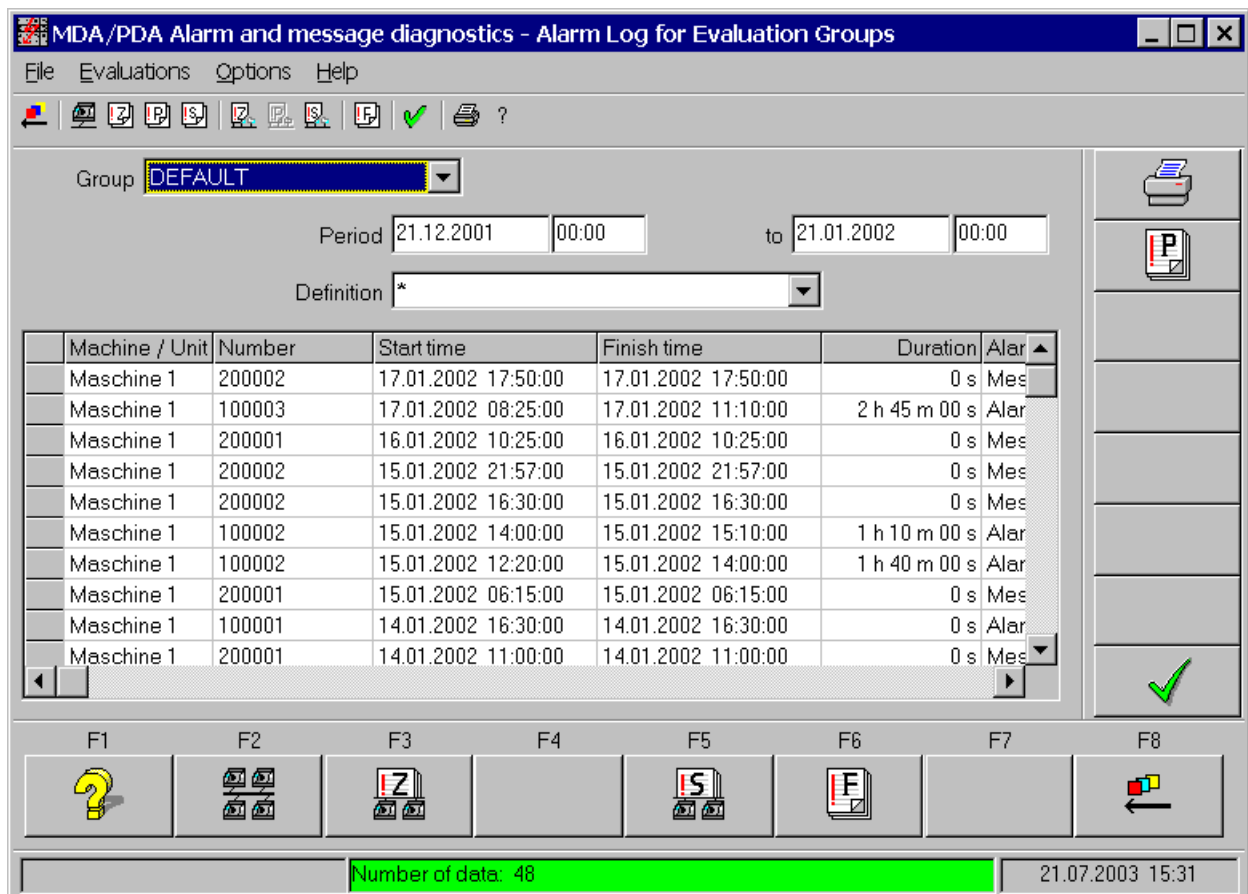 MDA/PDA Alarm and message diagnostics - Alarm Log for Evaluation Groups
File Evaluations Options Help
!Z !P !S !Z P !S !F ?
Group DEFAULT
Period 21.12.2001 00:00 to 21.01.2002 00:00
!P
Definition *
Machine / Unit Number Start time Finish time Duration Alar
Maschine 1 200002 17.01.2002 17:50:00 17.01.2002 17:50:00 0 s Mes
Maschine 1 100003 17.01.2002 08:25:00 17.01.2002 11:10:00 2 h 45 m 00 s Alar
Maschine 1 200001 16.01.2002 10:25:00 16.01.2002 10:25:00 0 s Mes
Maschine 1 200002 15.01.2002 21:57:00 15.01.2002 21:57:00 0 s Mes
Maschine 1 200002 15.01.2002 16:30:00 15.01.2002 16:30:00 0 s Mes
Maschine 1 100002 15.01.2002 14:00:00 15.01.2002 15:10:00 1 h 10 m 00 s Alar
Maschine 1 100002 15.01.2002 12:20:00 15.01.2002 14:00:00 1 h 40 m 00 s Alar
Maschine 1 200001 15.01.2002 06:15:00 15.01.2002 06:15:00 0 s Mes
Maschine 1 100001 14.01.2002 16:30:00 14.01.2002 16:30:00 0 s Alar
Maschine 1 200001 14.01.2002 11:00:00 14.01.2002 11:00:00 0 s Mes
F1 F2 F3 F4 F5 F6 F7 F8
? !Z !S !F
Number of data: 48 21.07.2003 15:31